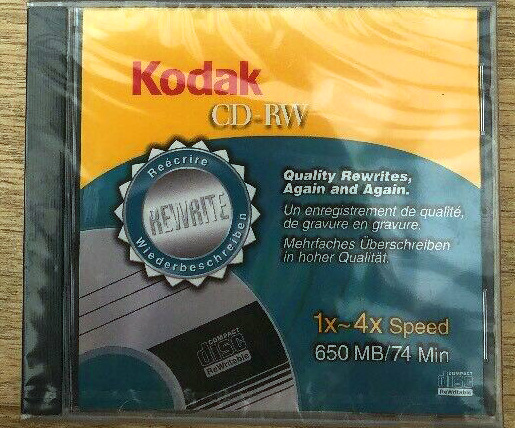 Kodak
CD-RW
Réécrire
REWRITE
Wiederbeschreiben
Quality Rewrites,
Again and Again.
Un enregistrement de qualité,
de gravure en gravure.
Mehrfaches Überschreiben
in hoher Qualität.
1x~4x Speed
650 MB/74 Min
COMPACT
disc
ReWritable
COMPACT
disc
ReWritable